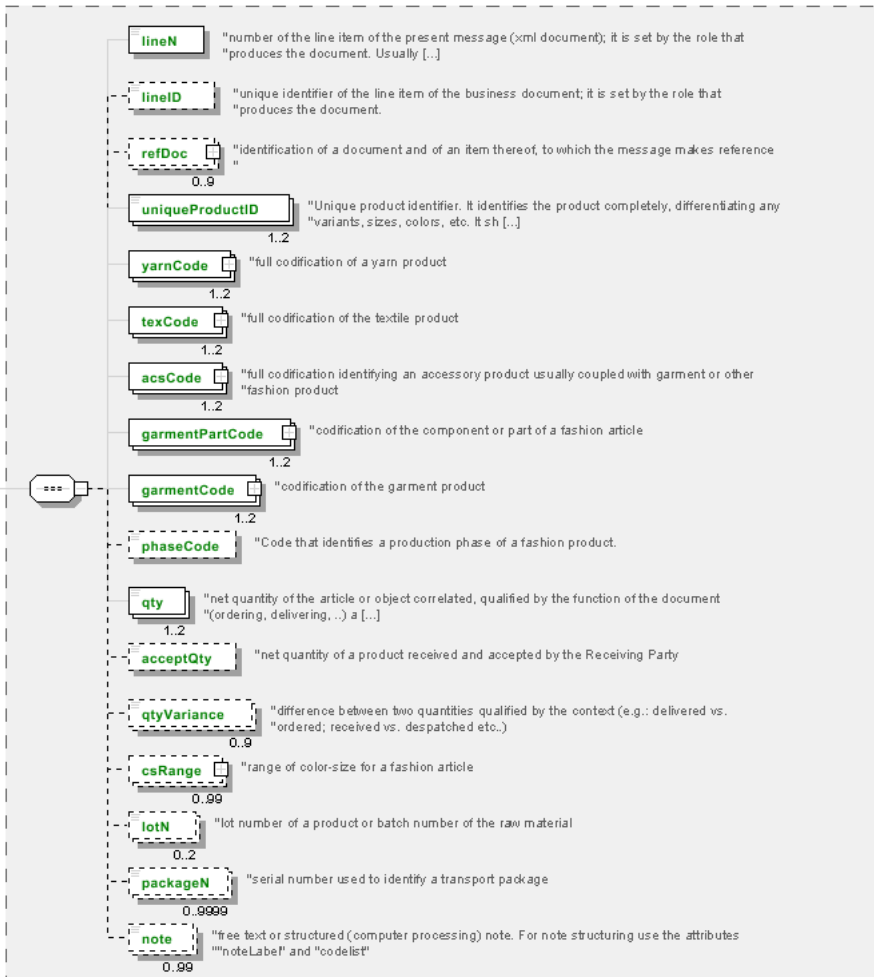 lineN
"number of the line item of the present message (xml document); it is set by the role that
"produces the document. Usually [...]
lineID
"unique identifier of the line item of the business document; it is set by the role that
"produces the document.
refDoc
"identification of a document and of an item thereof, to which the message makes reference
"
0..9
uniqueProductID
"Unique product identifier. It identifies the product completely, differentiating any
"variants, sizes, colors, etc. It sh [...]
1..2
yarnCode
"full codification of a yarn product
1..2
texCode
"full codification of the textile product
1..2
acsCode
"full codification identifying an accessory product usually coupled with garment or other
"fashion product
1..2
garmentPartCode
"codification of the component or part of a fashion article
1..2
garmentCode
"codification of the garment product
1..2
phaseCode
"Code that identifies a production phase of a fashion product.
qty
"net quantity of the article or object correlated, qualified by the function of the document
"(ordering, delivering, ..) a [...]
1..2
acceptQty
"net quantity of a product received and accepted by the Receiving Party
qtyVariance
"difference between two quantities qualified by the context (e.g.: delivered vs.
"ordered; received vs. despatched etc..)
0..9
csRange
"range of color-size for a fashion article
0..99
lotN
"lot number of a product or batch number of the raw material
0..2
packageN
"serial number used to identify a transport package
0..9999
note
"free text or structured (computer processing) note. For note structuring use the attributes
""noteLabel" and "codelist"
0..99